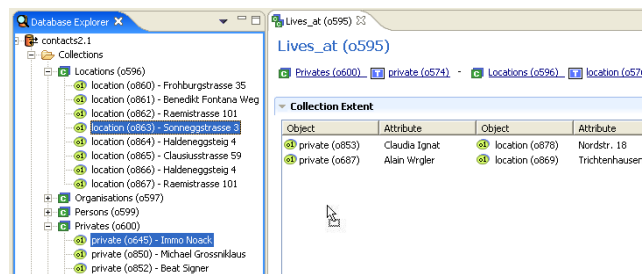 Database Explorer
contacts2.1
Collections
Locations (o596)
location (o860) - Frohburgstrasse 35
location (o861) - Benedikt Fontana Weg
location (o862) - Raemistrasse 101
location (o863) - Sonneggstrasse 3
location (o864) - Haldeneggsteig 4
location (o865) - Clausiusstrasse 59
location (o866) - Haldeneggsteig 4
location (o867) - Raemistrasse 101
Organisations (o597)
Persons (o599)
Privates (o600)
private (o645) - Immo Noack
private (o850) - Michael Grossniklaus
private (o852) - Beat Signer
Lives_at (o595)
Lives_at (o595)
Privates (o600) private (o574) - Locations (o596) location (o576
Collection Extent
Object Attribute Object Attribute
private (o853) Claudia Ignat location (o878) Nordstr. 18
private (o687) Alain Wrgler location (o869) Trichtenhauser